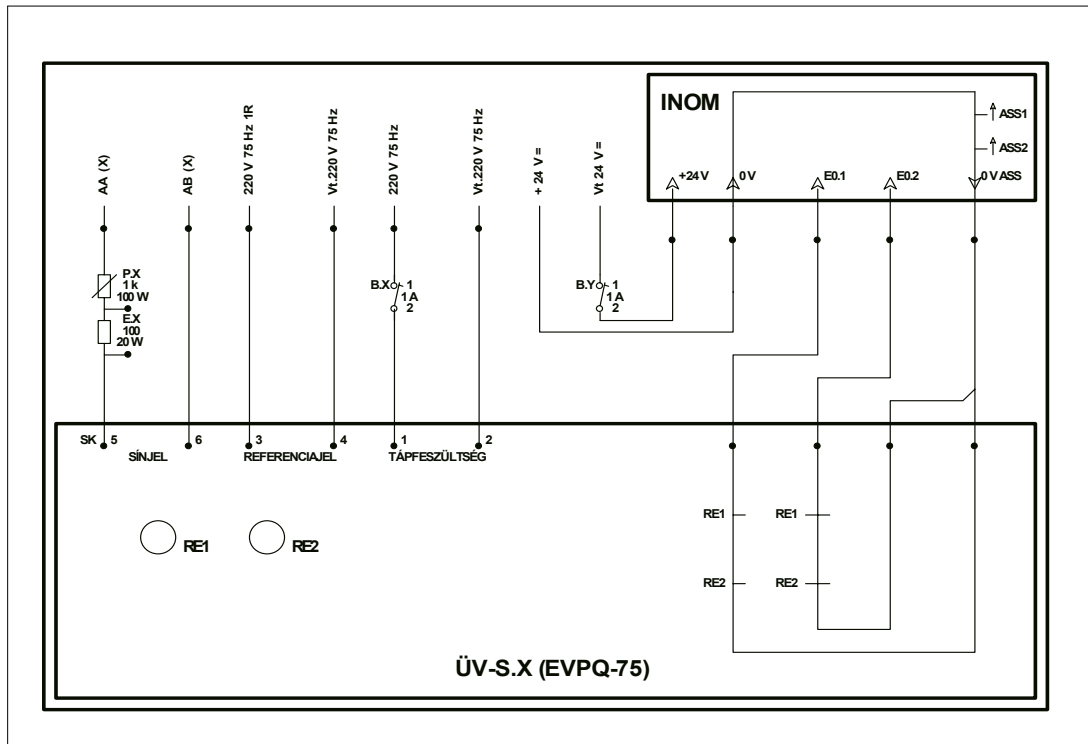 INOM
ASS1
ASS2
+24 V
0 V
E0.1
E0.2
0 V ASS
AA (X)
AB (X)
220 V 75 Hz 1R
Vt.220 V 75 Hz
220 V 75 Hz
Vt.220 V 75 Hz
+ 24 V =
Vt 24 V =
P.X
1 k
100 W
E.X
100
20 W
B.X
1
1 A
2
B.Y
1
1 A
2
SK
5
6
3
4
1
2
SÍNJEL
REFERENCIAJEL
TÁPFESZÜLTSÉG
RE1
RE2
RE1
RE1
RE2
RE2
ÜV-S.X (EVPQ-75)